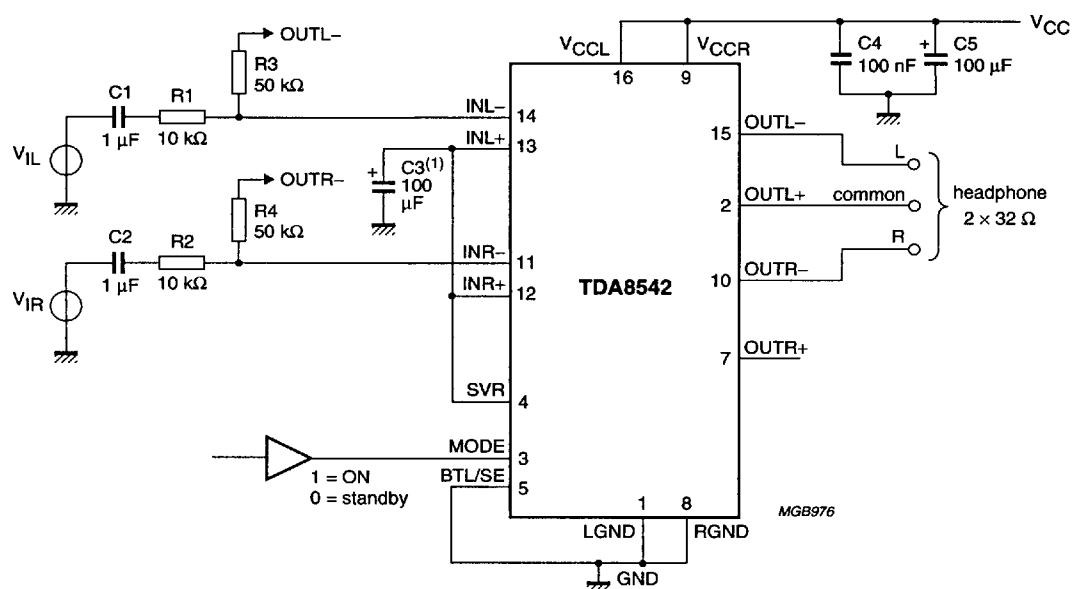 V_CC
V_CCL
V_CCR
16
9
C4
100 nF
C5
100 μF
+
OUTL−
R3
50 kΩ
C1
1 μF
R1
10 kΩ
V_IL
INL−
14
INL+
13
+
C3(1)
100
μF
OUTR−
R4
50 kΩ
C2
1 μF
R2
10 kΩ
V_IR
INR−
11
INR+
12
TDA8542
15
OUTL−
L
2
OUTL+
common
headphone
2 × 32 Ω
R
10
OUTR−
7
OUTR+
SVR
4
MODE
3
1 = ON
0 = standby
BTL/SE
5
1
8
LGND
RGND
GND
MGB976